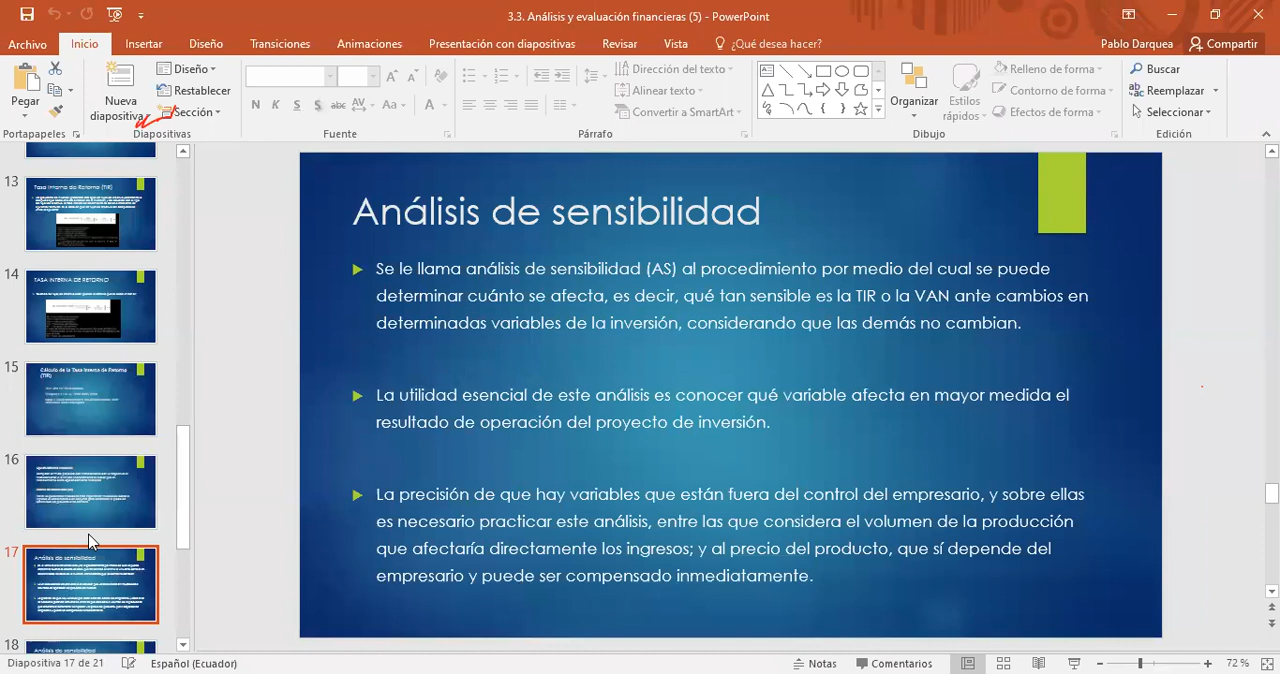 3.3. Análisis y evaluación financieras (5) - PowerPoint
Archivo Inicio Insertar Diseño Transiciones Animaciones Presentación con diapositivas Revisar Vista ¿Qué desea hacer? Pablo Darquea Compartir
Pegar
Nueva diapositiva
Diseño
Restablecer
Sección
N K S S abc AV Aa A
Dirección del texto
Alinear texto
Convertir a SmartArt
Organizar
Estilos rápidos
Relleno de forma
Contorno de forma
Efectos de forma
Buscar
Reemplazar
Seleccionar
Portapapeles Diapositivas Fuente Párrafo Dibujo Edición
13
Tasa Interna de Retorno (TIR)
14
TASA INTERNA DE RETORNO
15
Cálculo de la Tasa Interna de Retorno
(TIR)
16
17
Análisis de sensibilidad
18
Análisis de sensibilidad
Análisis de sensibilidad
Se le llama análisis de sensibilidad (AS) al procedimiento por medio del cual se puede
determinar cuánto se afecta, es decir, qué tan sensible es la TIR o la VAN ante cambios en
determinadas variables de la inversión, considerando que las demás no cambian.
La utilidad esencial de este análisis es conocer qué variable afecta en mayor medida el
resultado de operación del proyecto de inversión.
La precisión de que hay variables que están fuera del control del empresario, y sobre ellas
es necesario practicar este análisis, entre las que considera el volumen de la producción
que afectaría directamente los ingresos; y al precio del producto, que sí depende del
empresario y puede ser compensado inmediatamente.
Diapositiva 17 de 21 Español (Ecuador) Notas Comentarios 72 %